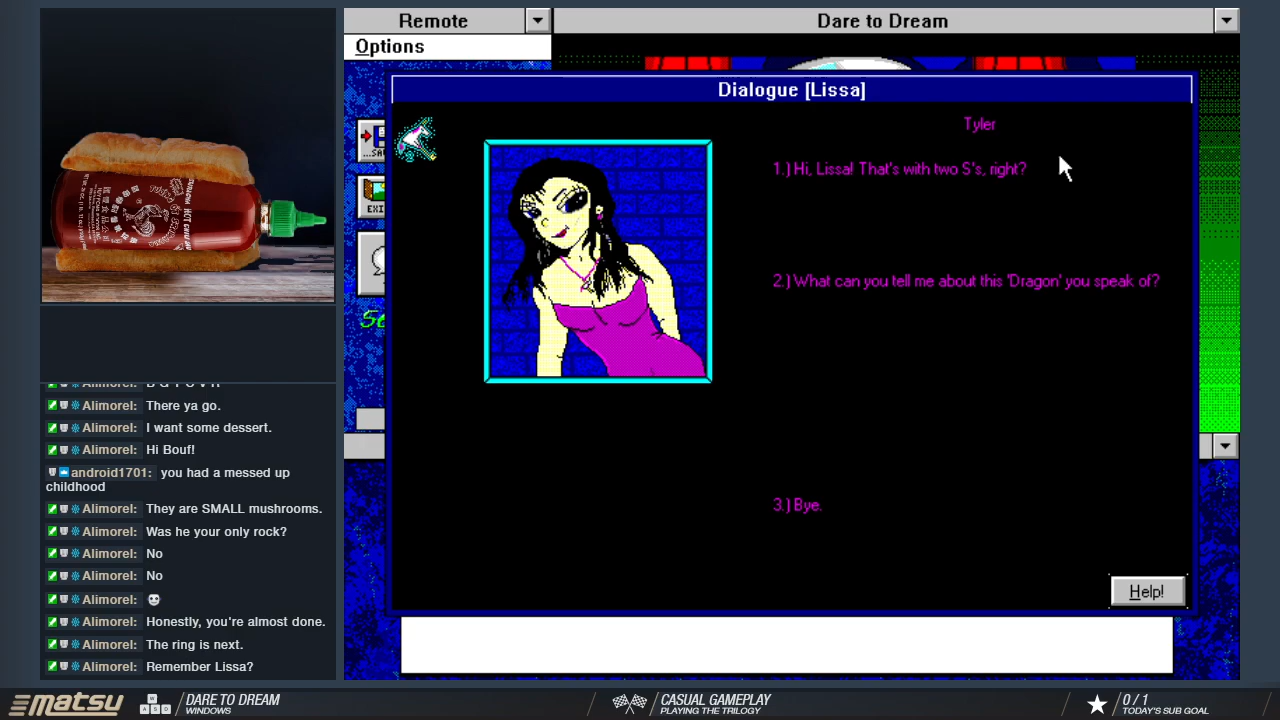 Remote
Dare to Dream
Options
Dialogue [Lissa]
Tyler
1.) Hi, Lissa! That's with two S's, right?
2.) What can you tell me about this 'Dragon' you speak of?
3.) Bye.
Help!
EXI
HOT CHILI
Alimorel:
Alimorel: There ya go.
Alimorel: I want some dessert.
Alimorel: Hi Bouf!
android1701: you had a messed up
childhood
Alimorel: They are SMALL mushrooms.
Alimorel: Was he your only rock?
Alimorel: No
Alimorel: No
Alimorel:
Alimorel: Honestly, you're almost done.
Alimorel: The ring is next.
Alimorel: Remember Lissa?
MATSU
W
A S D
DARE TO DREAM
WINDOWS
CASUAL GAMEPLAY
PLAYING THE TRILOGY
0 / 1
TODAY'S SUB GOAL